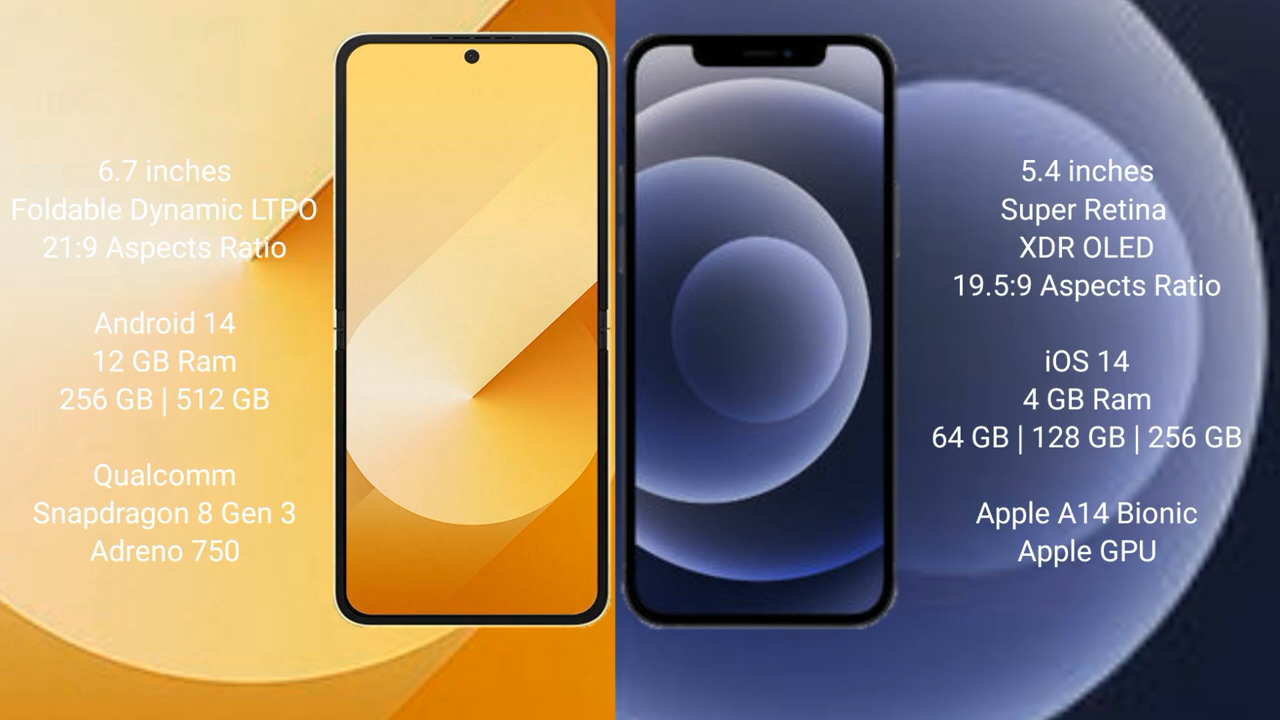 6.7 inches
Foldable Dynamic LTPO
21:9 Aspects Ratio
Android 14
12 GB Ram
256 GB | 512 GB
Qualcomm
Snapdragon 8 Gen 3
Adreno 750
5.4 inches
Super Retina
XDR OLED
19.5:9 Aspects Ratio
iOS 14
4 GB Ram
64 GB | 128 GB | 256 GB
Apple A14 Bionic
Apple GPU